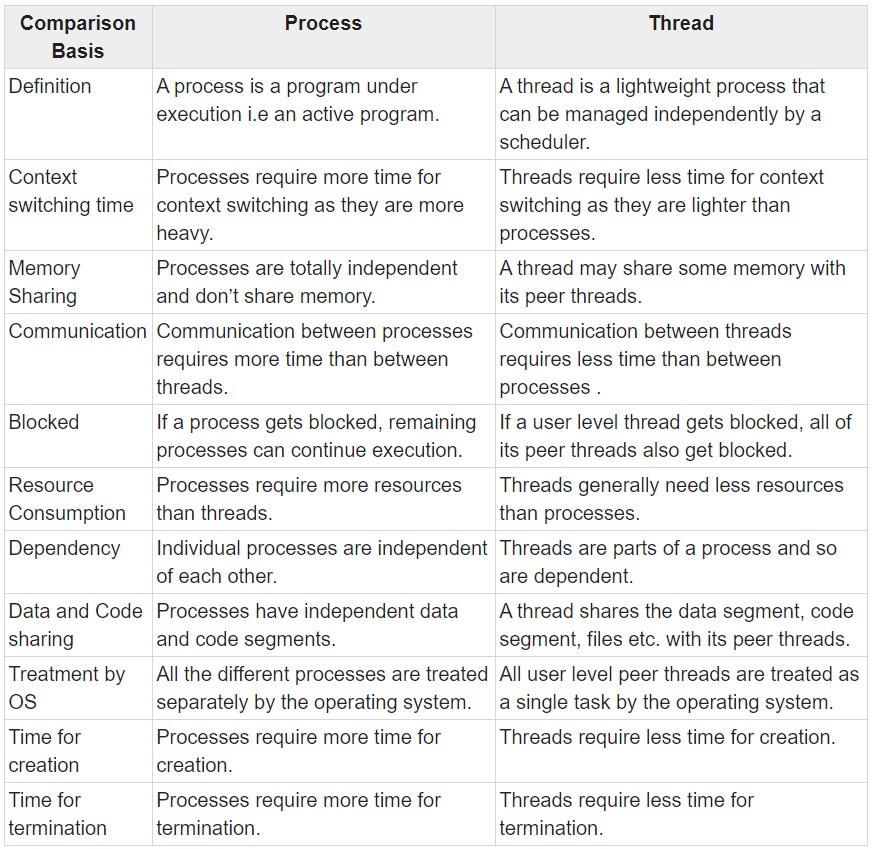 Comparison Basis Process Thread
Definition A process is a program under execution i.e an active program. A thread is a lightweight process that can be managed independently by a scheduler.
Context switching time Processes require more time for context switching as they are more heavy. Threads require less time for context switching as they are lighter than processes.
Memory Sharing Processes are totally independent and don’t share memory. A thread may share some memory with its peer threads.
Communication Communication between processes requires more time than between threads. Communication between threads requires less time than between processes .
Blocked If a process gets blocked, remaining processes can continue execution. If a user level thread gets blocked, all of its peer threads also get blocked.
Resource Consumption Processes require more resources than threads. Threads generally need less resources than processes.
Dependency Individual processes are independent of each other. Threads are parts of a process and so are dependent.
Data and Code sharing Processes have independent data and code segments. A thread shares the data segment, code segment, files etc. with its peer threads.
Treatment by OS All the different processes are treated separately by the operating system. All user level peer threads are treated as a single task by the operating system.
Time for creation Processes require more time for creation. Threads require less time for creation.
Time for termination Processes require more time for termination. Threads require less time for termination.